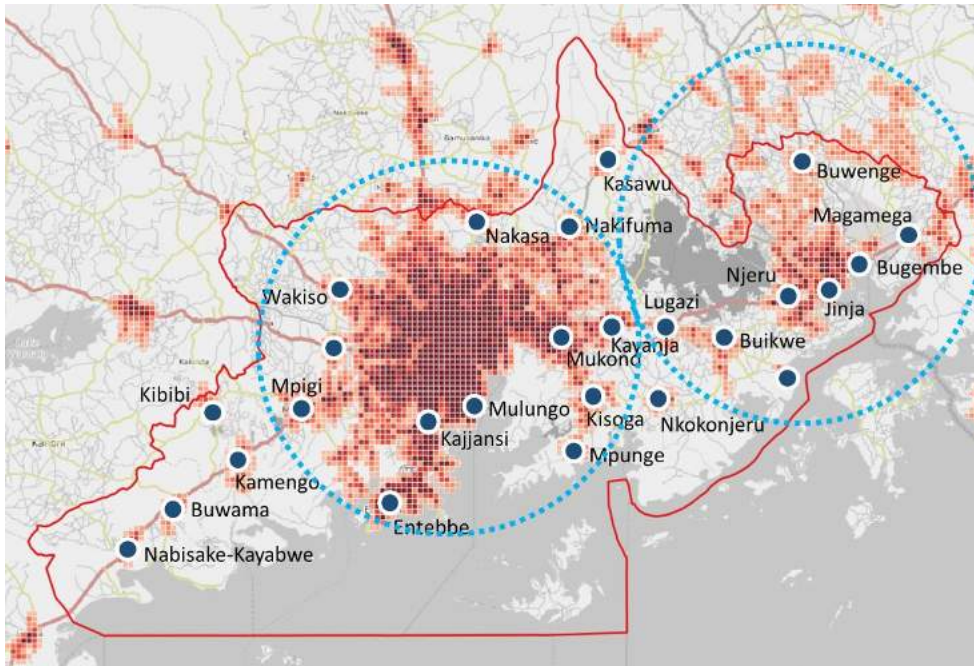 Kasawu
Buwenge
Magamega
Nakasa
Nakifuma
Bugembe
Njeru
Wakiso
Lugazi
Jinja
Kayanja
Buikwe
Mukono
Mpigi
Kibibi
Mulungo
Kisoga
Nkokonjeru
Kajjansi
Mpunge
Kamengo
Buwama
Entebbe
Nabisake-Kayabwe